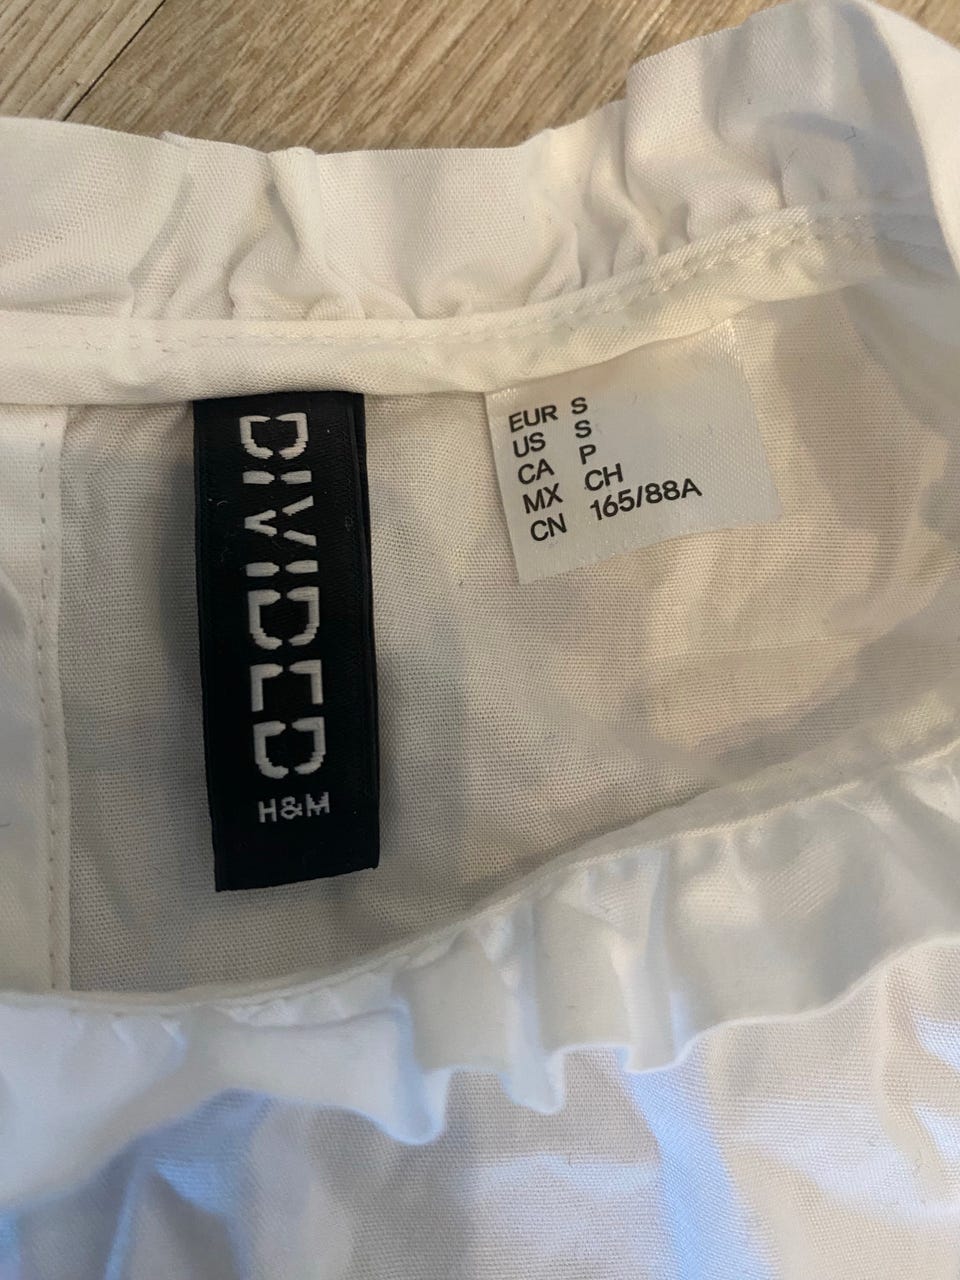 DIVIDED
H&M
EUR S
US S
CA P
MX CH
CN 165/88A